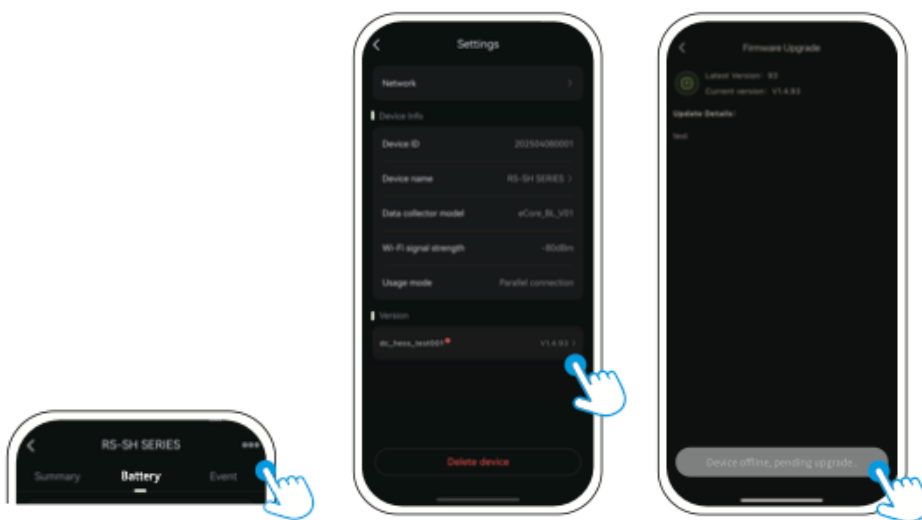 RS-SH SERIES
Summary Battery Event
Settings
Network
Device Info
Device ID 202504080001
Device name RS-SH SERIES
Data collector model eCore_BL_V01
Wi-Fi signal strength -80dBm
Usage mode Parallel connection
Version
dc_hess_test001 V1.4.93
Delete device
Firmware Upgrade
Latest Version: 93
Current version: V1.4.93
Update Details:
test
Device offline, pending upgrade.